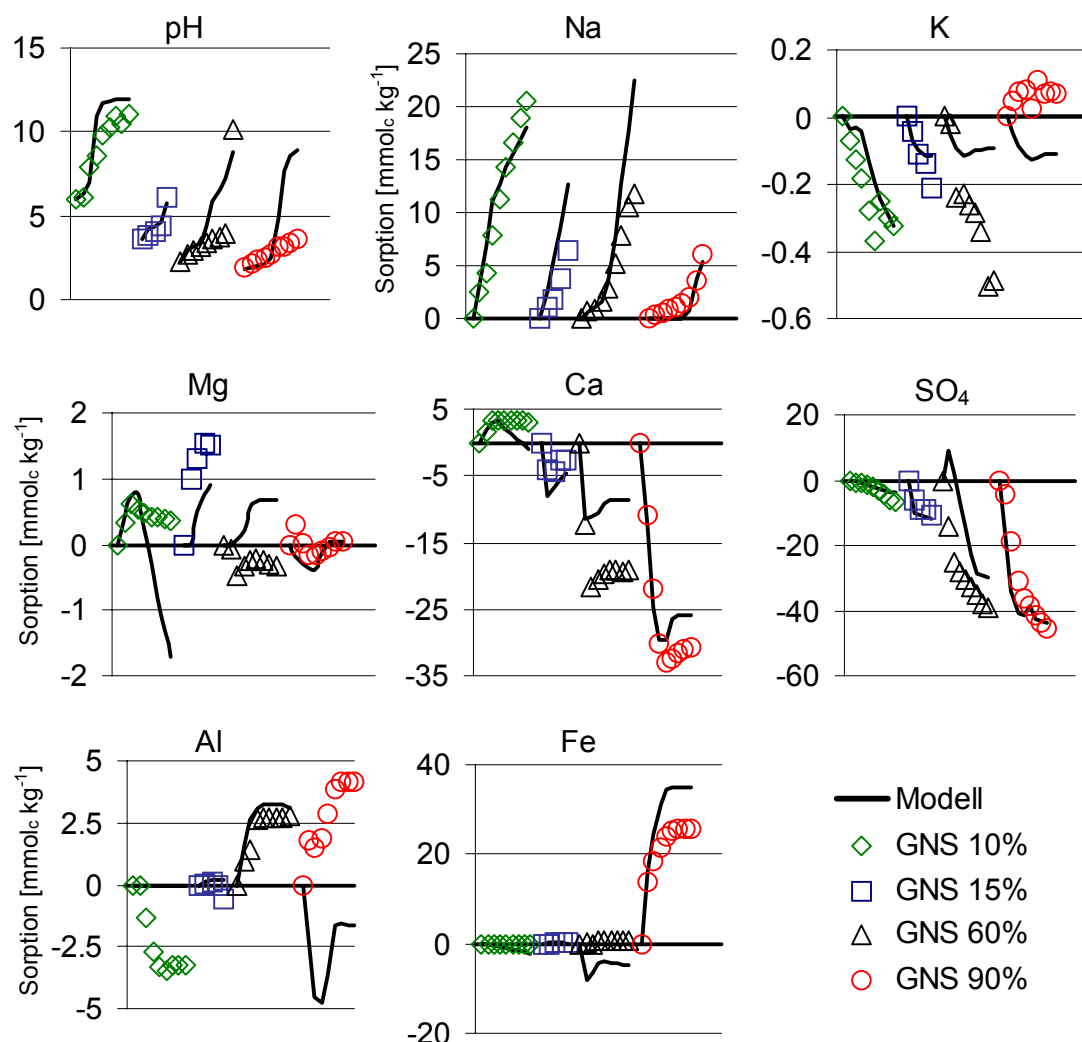 pH
15
10
5
0
Na
Sorption [mmolc kg-1]
25
20
15
10
5
0
K
0.2
0
-0.2
-0.4
-0.6
Mg
Sorption [mmolc kg-1]
2
1
0
-1
-2
Ca
5
-5
-15
-25
-35
SO4
20
0
-20
-40
-60
Al
Sorption [mmolc kg-1]
5
2.5
0
-2.5
-5
Fe
40
20
0
-20
Modell
GNS 10%
GNS 15%
GNS 60%
GNS 90%